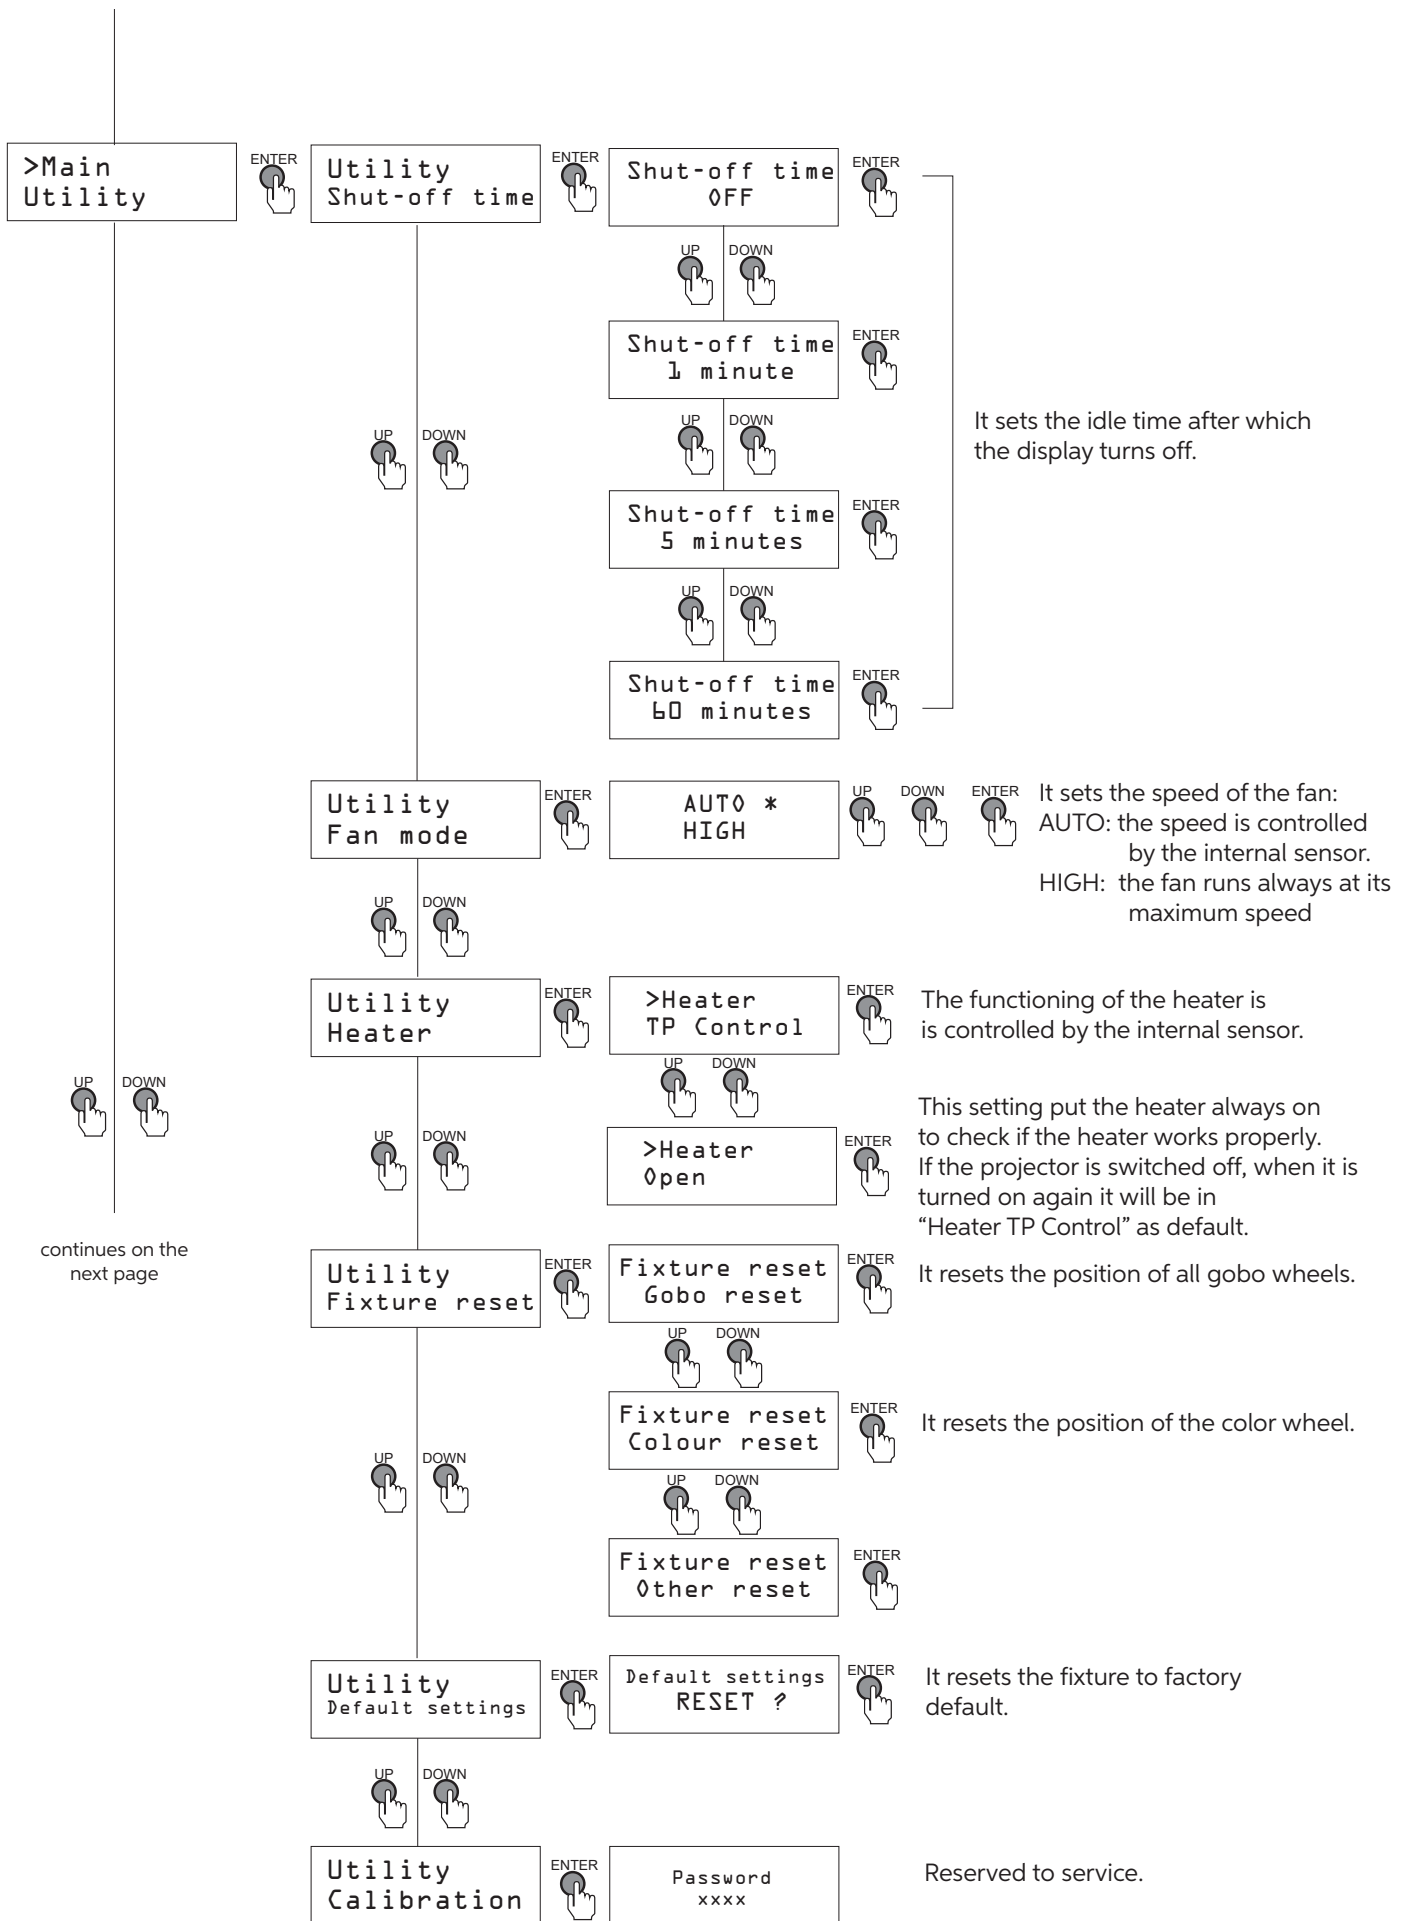 >Main
Utility
ENTER
Utility
Shut-off time
ENTER
Shut-off time
OFF
ENTER
UP DOWN
Shut-off time
1 minute
ENTER
UP DOWN
Shut-off time
5 minutes
ENTER
UP DOWN
Shut-off time
60 minutes
ENTER
It sets the idle time after which
the display turns off.
UP DOWN
Utility
Fan mode
ENTER
AUTO *
HIGH
UP DOWN ENTER
It sets the speed of the fan:
AUTO: the speed is controlled
by the internal sensor.
HIGH: the fan runs always at its
maximum speed
UP DOWN
Utility
Heater
ENTER
>Heater
TP Control
ENTER
The functioning of the heater is
is controlled by the internal sensor.
UP DOWN
>Heater
Open
ENTER
This setting put the heater always on
to check if the heater works properly.
If the projector is switched off, when it is
turned on again it will be in
“Heater TP Control” as default.
UP DOWN
UP DOWN
continues on the
next page
Utility
Fixture reset
ENTER
Fixture reset
Gobo reset
ENTER
It resets the position of all gobo wheels.
UP DOWN
Fixture reset
Colour reset
ENTER
It resets the position of the color wheel.
UP DOWN
Fixture reset
Other reset
ENTER
UP DOWN
Utility
Default settings
ENTER
Default settings
RESET ?
ENTER
It resets the fixture to factory
default.
UP DOWN
Utility
Calibration
ENTER
Password
xxxx
Reserved to service.